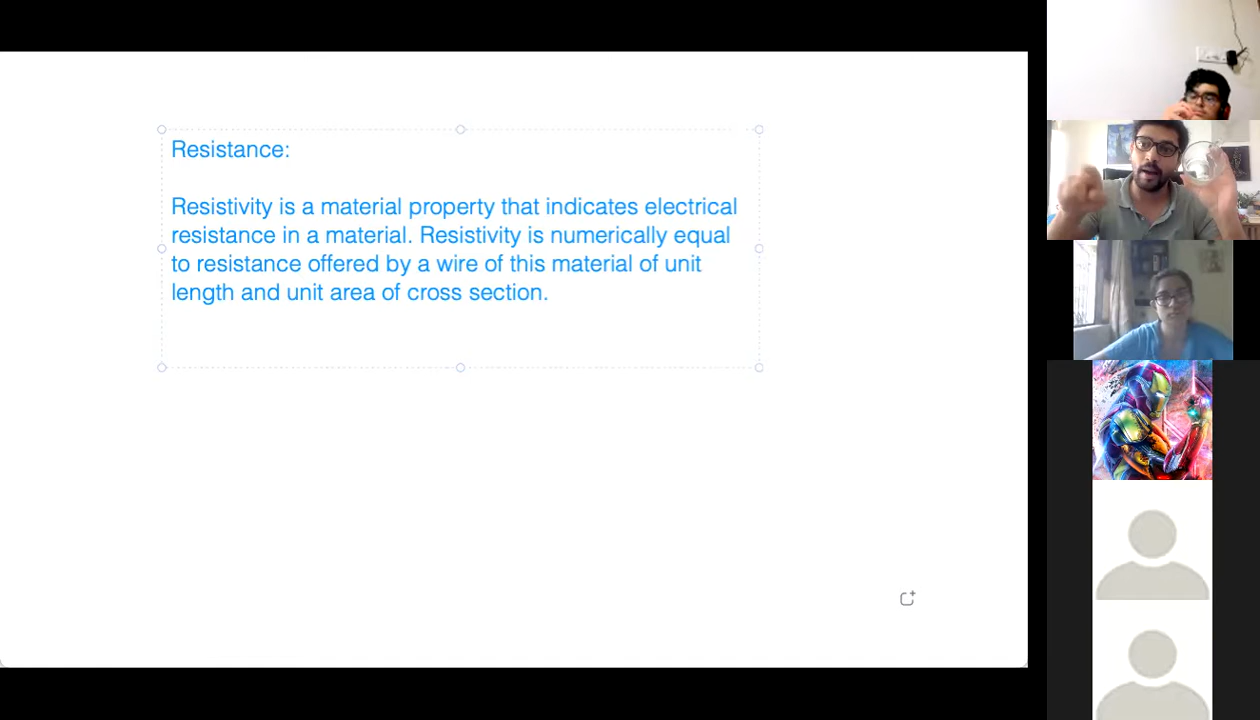 Resistance:
Resistivity is a material property that indicates electrical
resistance in a material. Resistivity is numerically equal
to resistance offered by a wire of this material of unit
length and unit area of cross section.